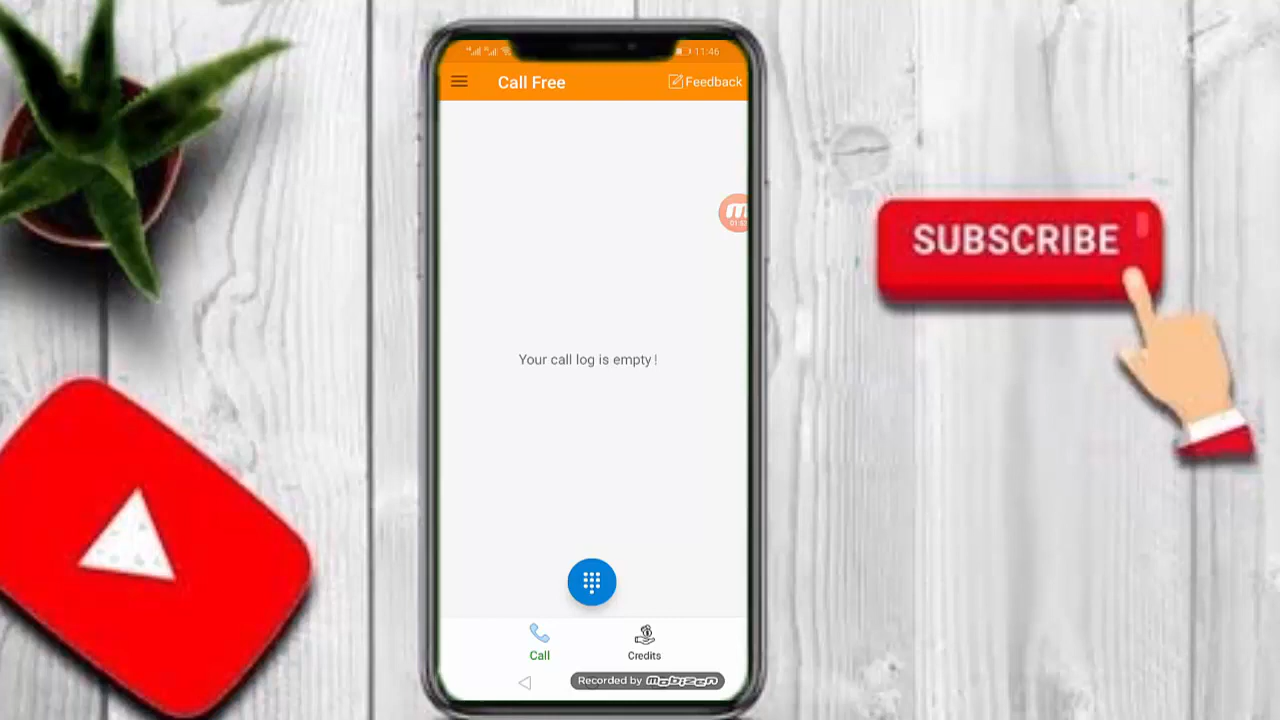 11:46
Call Free
Feedback
SUBSCRIBE
Your call log is empty !
Call
Credits
Recorded by Mobizen